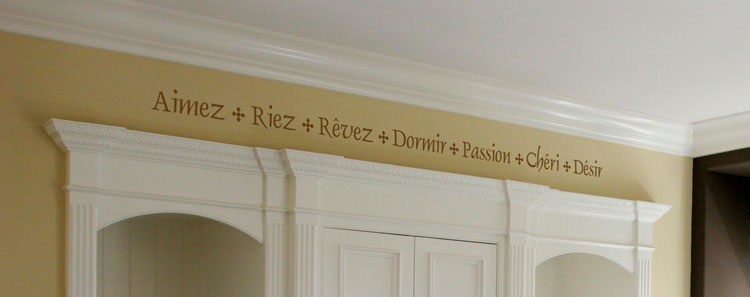 Aimez ✣ Riez ✣ Rêvez ✣ Dormir ✣ Passion ✣ Chéri ✣ Désir